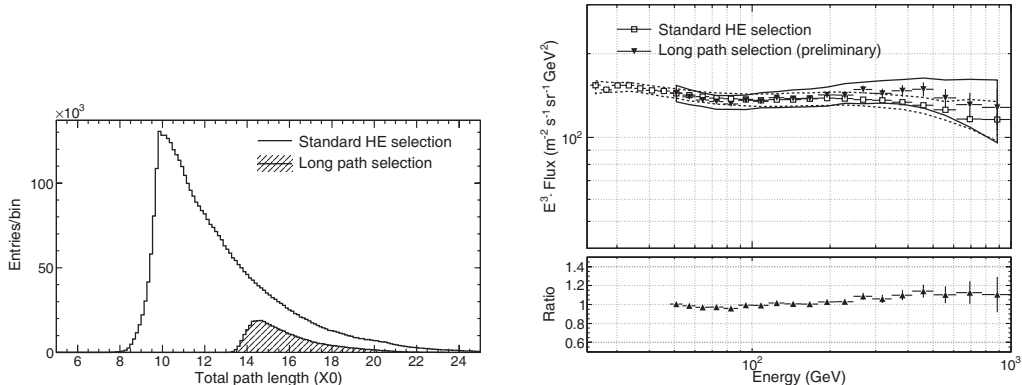 ×10³
Standard HE selection
Long path selection
Entries/bin
100
50
0
6 8 10 12 14 16 18 20 22 24
Total path length (X0)
Standard HE selection
Long path selection (preliminary)
E³· Flux (m⁻² s⁻¹ sr⁻¹ GeV²)
10²
Ratio
1.4
1.2
1
0.8
0.6
10² 10³
Energy (GeV)